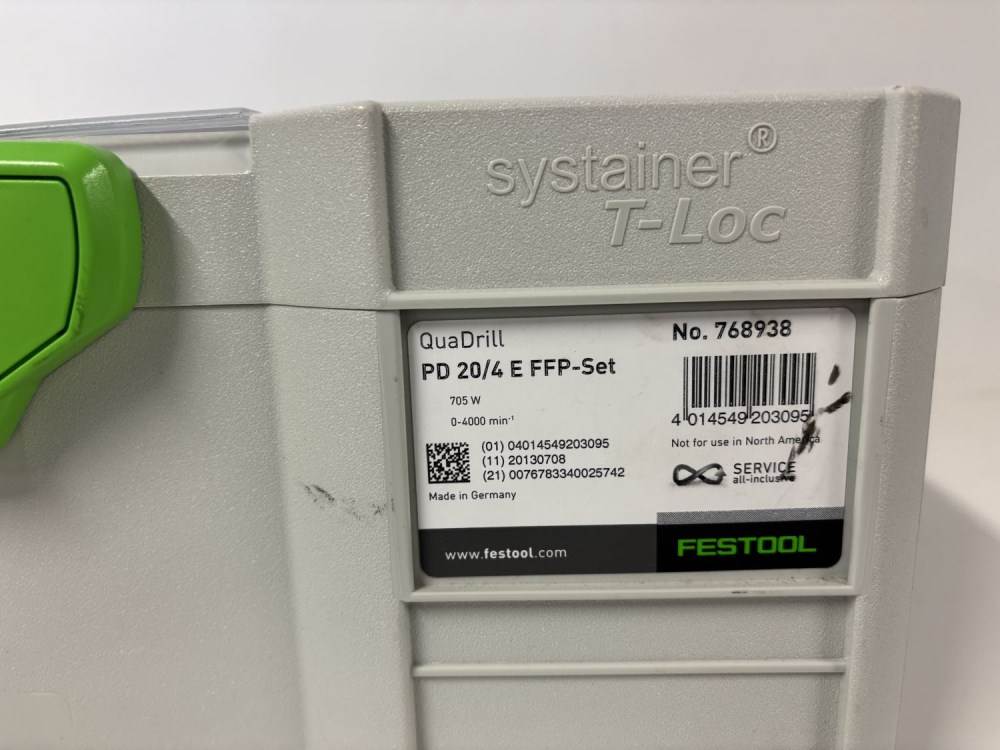 systainer®
T-Loc
QuaDrill
PD 20/4 E FFP-Set
705 W
0-4000 min⁻¹
(01) 04014549203095
(11) 20130708
(21) 0076783340025742
Made in Germany
No. 768938
4 014549 203095
Not for use in North America
SERVICE
all-inclusive
www.festool.com
FESTOOL